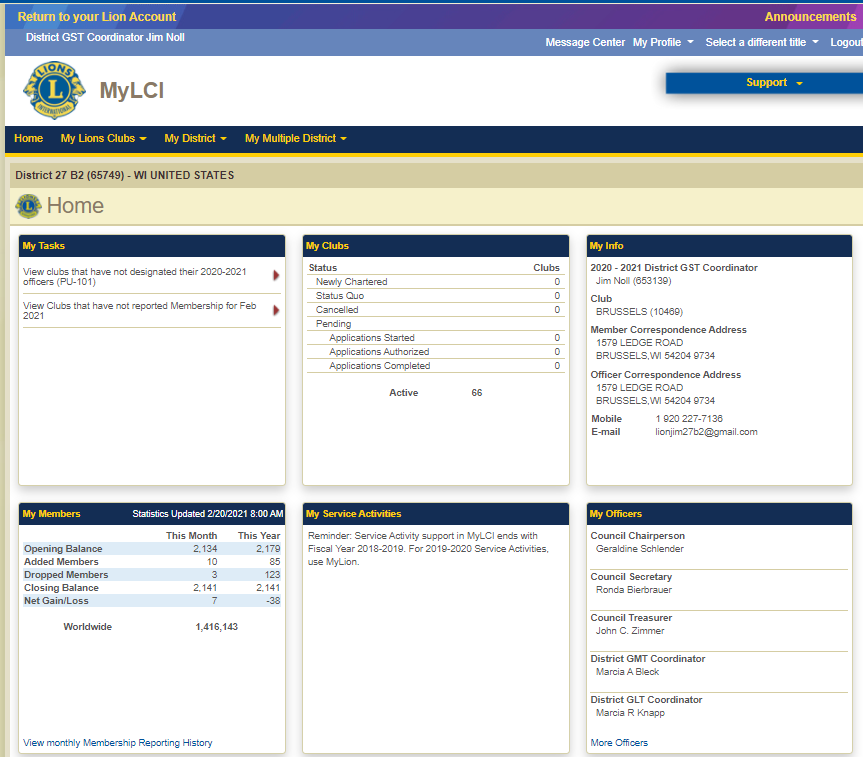 Return to your Lion Account
Announcements
District GST Coordinator Jim Noll
Message Center My Profile Select a different title Logout
LIONS
L
INTERNATIONAL
MyLCI
Support
Home My Lions Clubs My District My Multiple District
District 27 B2 (65749) - WI UNITED STATES
L
Home
My Tasks
View clubs that have not designated their 2020-2021
officers (PU-101)
View Clubs that have not reported Membership for Feb
2021
My Clubs
Status Clubs
Newly Chartered 0
Status Quo 0
Cancelled 0
Pending
Applications Started 0
Applications Authorized 0
Applications Completed 0
Active 66
My Info
2020 - 2021 District GST Coordinator
Jim Noll (653139)
Club
BRUSSELS (10469)
Member Correspondence Address
1579 LEDGE ROAD
BRUSSELS,WI 54204 9734
Officer Correspondence Address
1579 LEDGE ROAD
BRUSSELS,WI 54204 9734
Mobile 1 920 227-7136
E-mail lionjim27b2@gmail.com
My Members Statistics Updated 2/20/2021 8:00 AM
This Month This Year
Opening Balance 2,134 2,179
Added Members 10 85
Dropped Members 3 123
Closing Balance 2,141 2,141
Net Gain/Loss 7 -38
Worldwide 1,416,143
View monthly Membership Reporting History
My Service Activities
Reminder: Service Activity support in MyLCI ends with
Fiscal Year 2018-2019. For 2019-2020 Service Activities,
use MyLion.
My Officers
Council Chairperson
Geraldine Schlender
Council Secretary
Ronda Bierbrauer
Council Treasurer
John C. Zimmer
District GMT Coordinator
Marcia A Bleck
District GLT Coordinator
Marcia R Knapp
More Officers